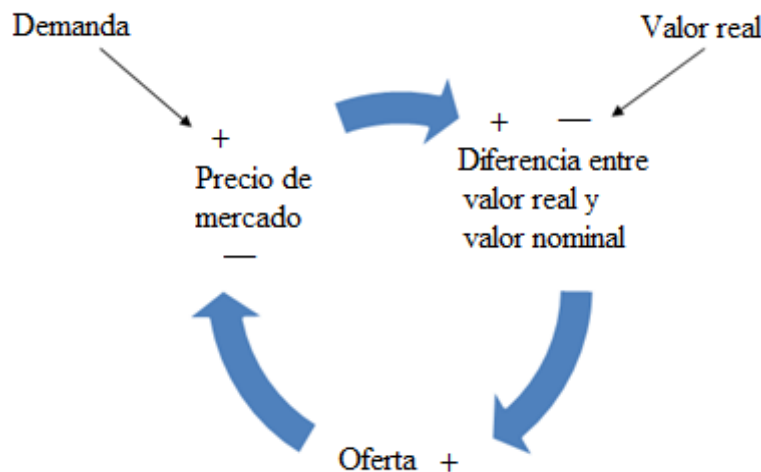 Demanda
Valor real
+
+ —
Precio de
mercado
—
Diferencia entre
valor real y
valor nominal
Oferta +